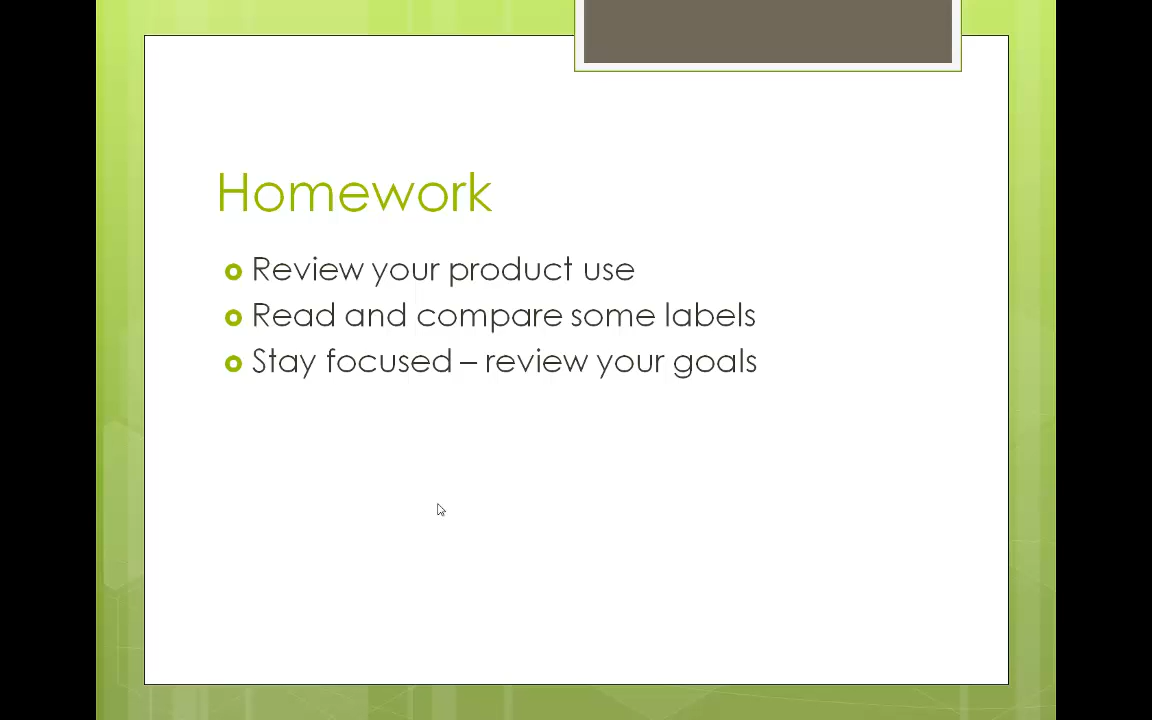 Homework
Review your product use
Read and compare some labels
Stay focused – review your goals